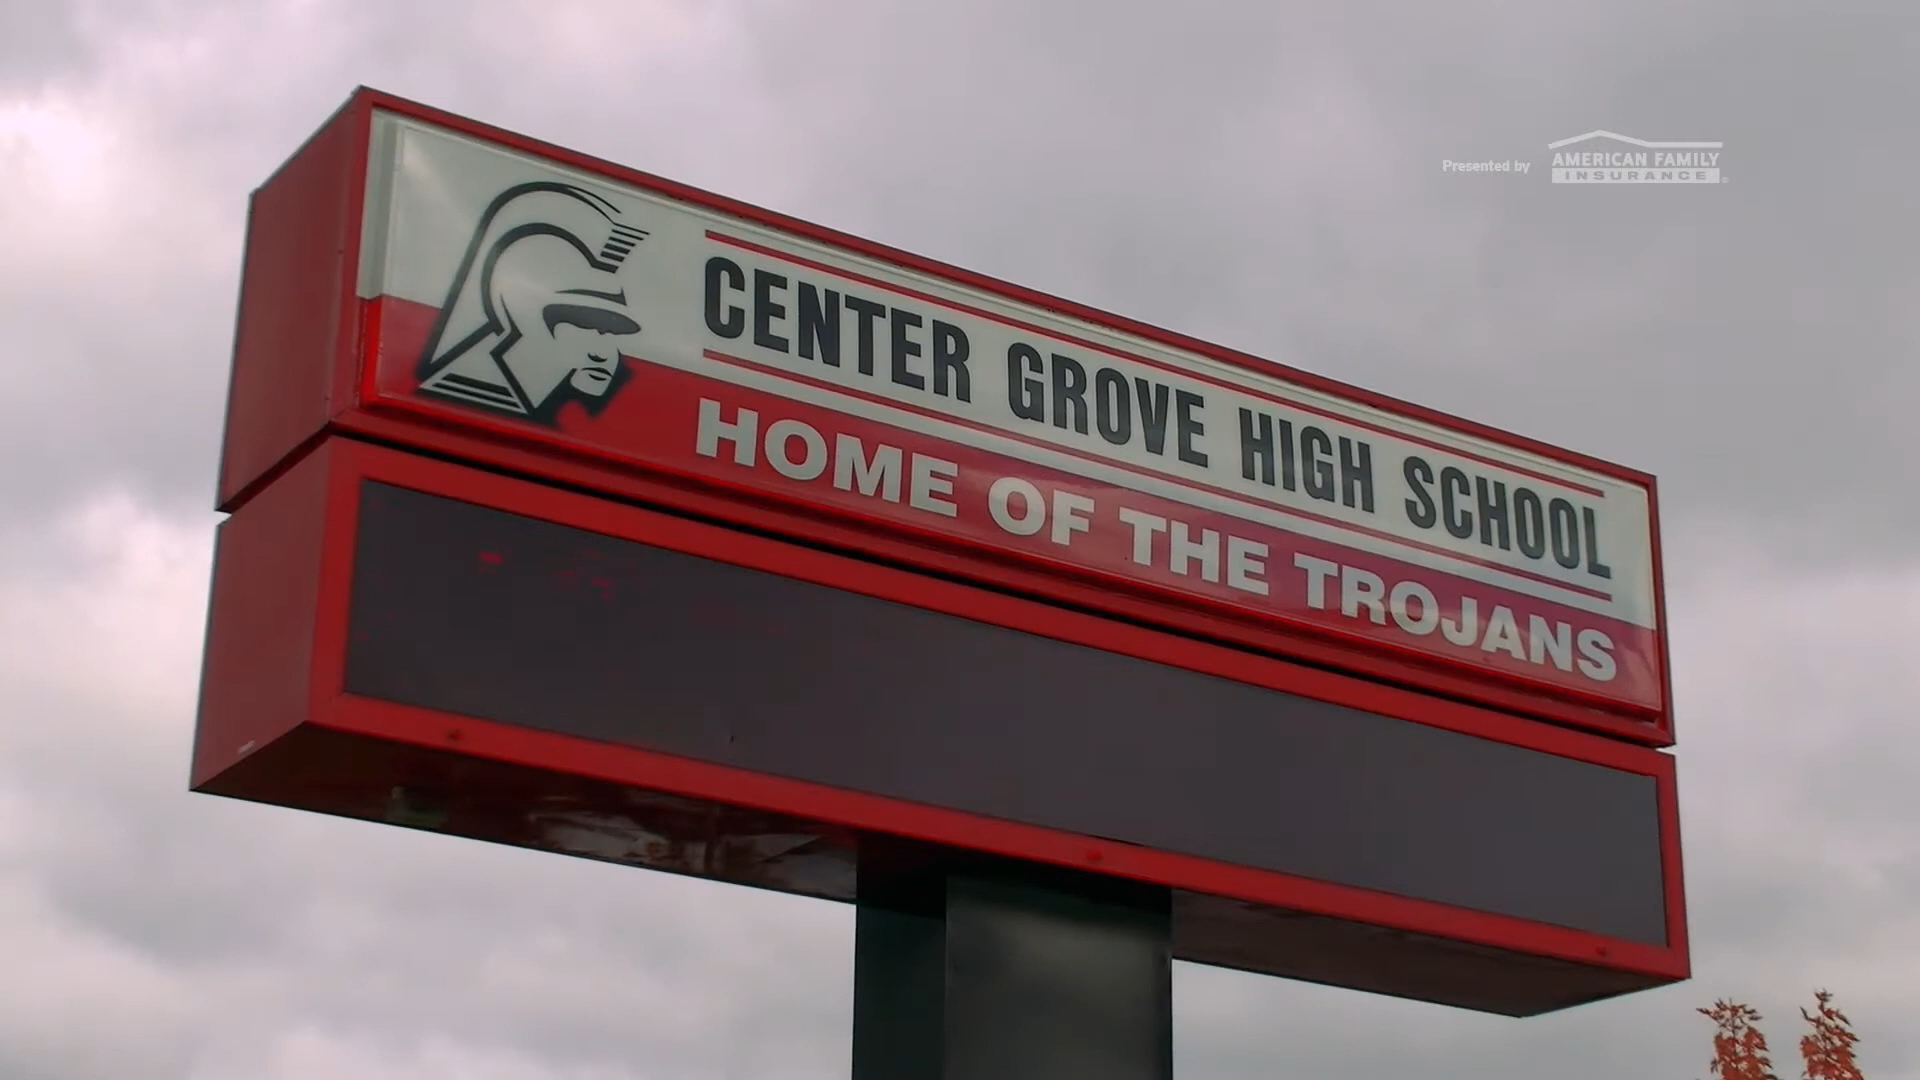 Presented by
AMERICAN FAMILY
INSURANCE
CENTER GROVE HIGH SCHOOL
HOME OF THE TROJANS